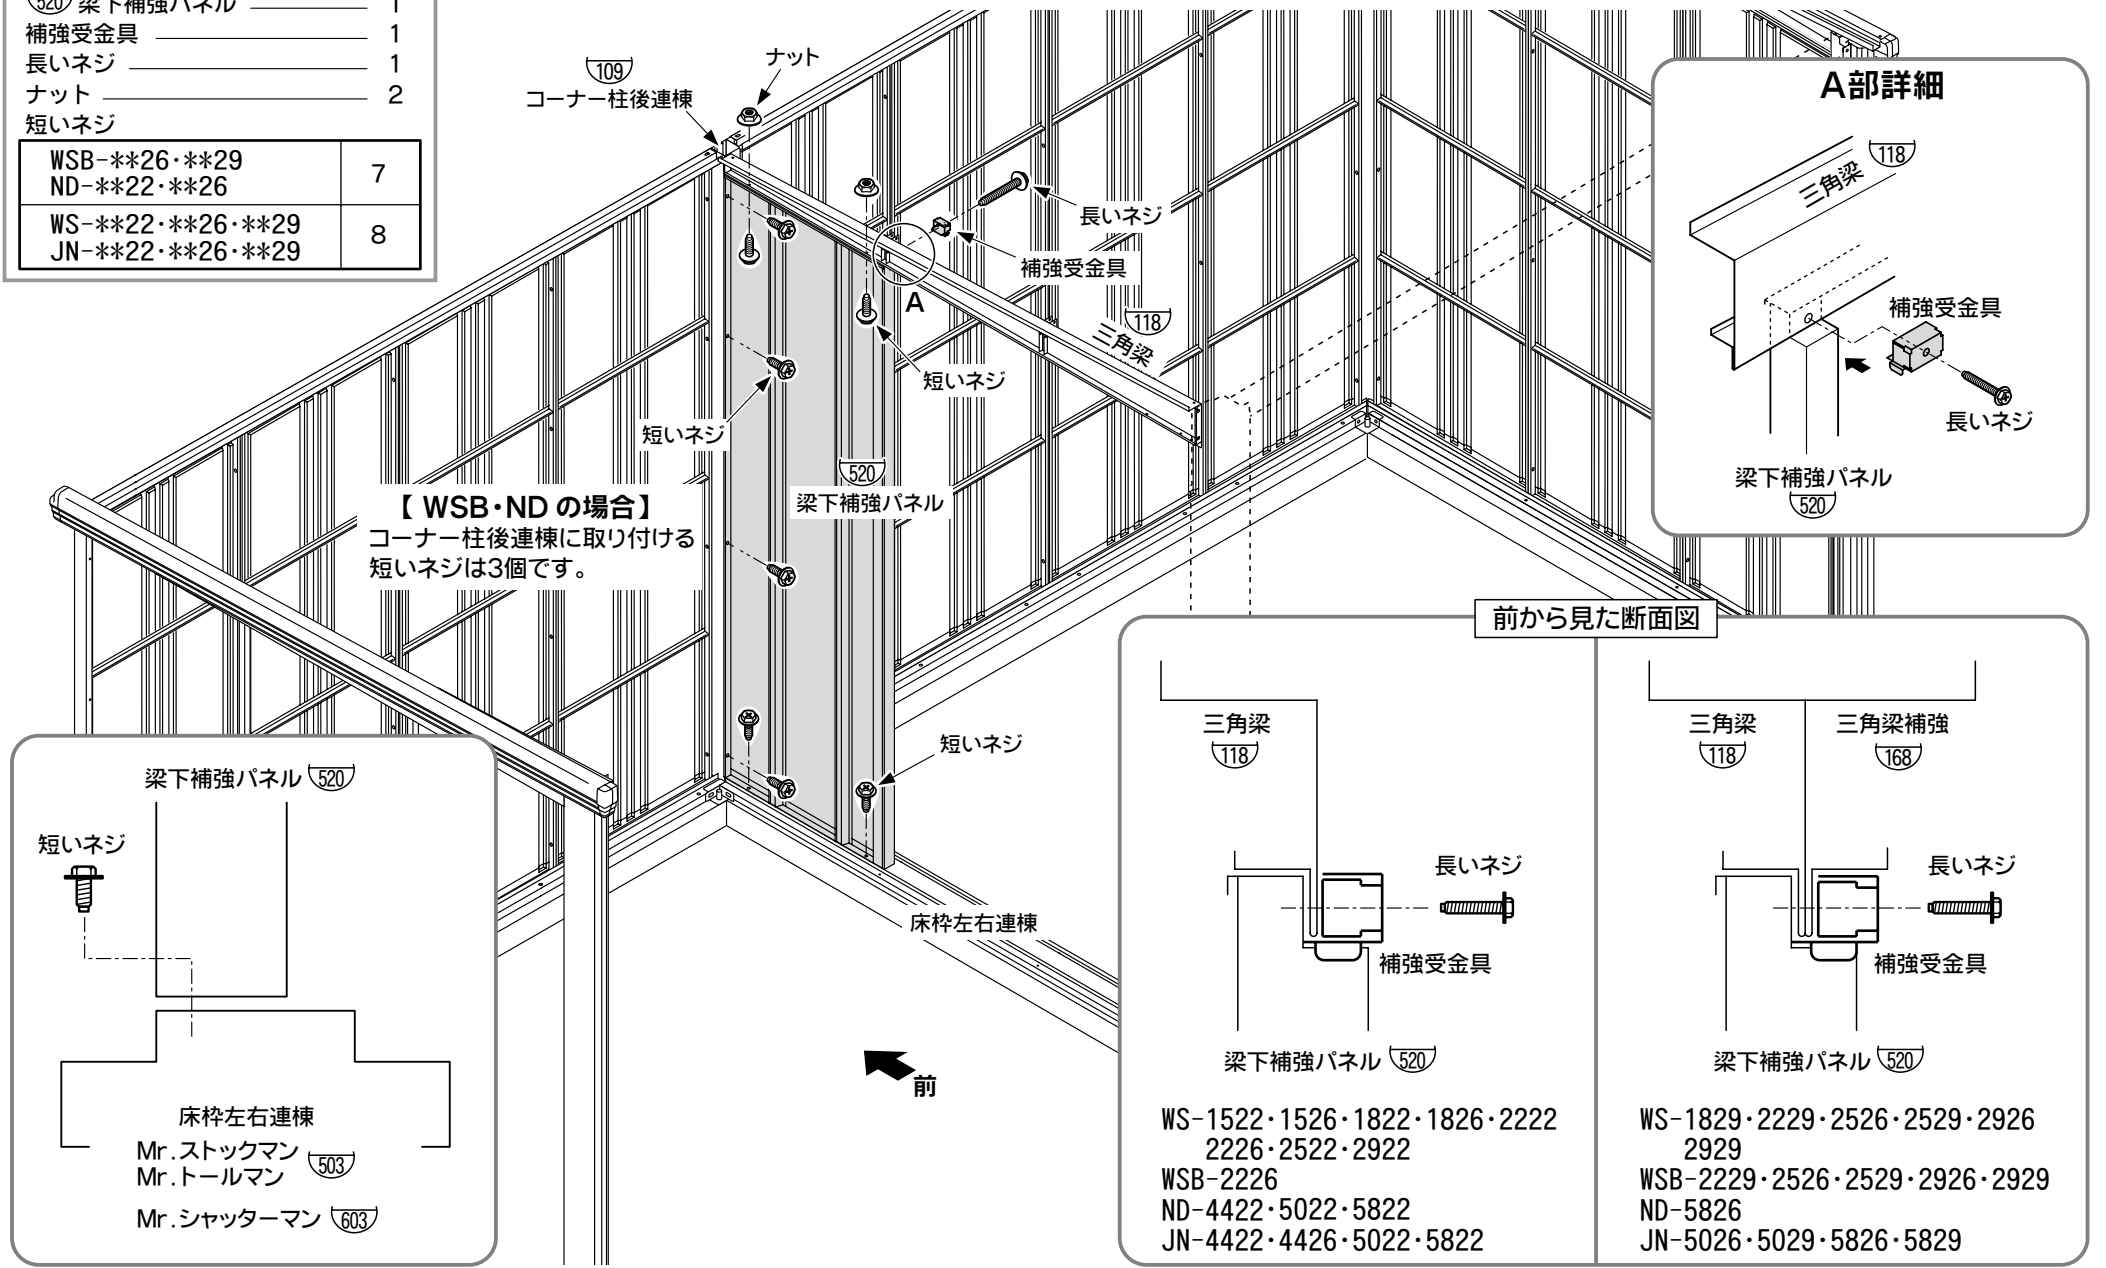 520 梁下補強パネル 1
補強受金具 1
長いネジ 1
ナット 2
短いネジ
WSB-**26・**29
ND-**22・**26
7
WS-**22・**26・**29
JN-**22・**26・**29
8
109
コーナー柱後連棟
ナット
長いネジ
補強受金具
A
118
三角梁
短いネジ
短いネジ
520
梁下補強パネル
【 WSB・ND の場合】
コーナー柱後連棟に取り付ける
短いネジは3個です。
短いネジ
床枠左右連棟
前
A部詳細
118
三角梁
補強受金具
長いネジ
梁下補強パネル
520
梁下補強パネル 520
短いネジ
床枠左右連棟
Mr.ストックマン 503
Mr.トールマン
Mr.シャッターマン 603
前から見た断面図
三角梁
118
長いネジ
補強受金具
梁下補強パネル 520
WS-1522・1526・1822・1826・2222
2226・2522・2922
WSB-2226
ND-4422・5022・5822
JN-4422・4426・5022・5822
三角梁 三角梁補強
118 168
長いネジ
補強受金具
梁下補強パネル 520
WS-1829・2229・2526・2529・2926
2929
WSB-2229・2526・2529・2926・2929
ND-5826
JN-5026・5029・5826・5829